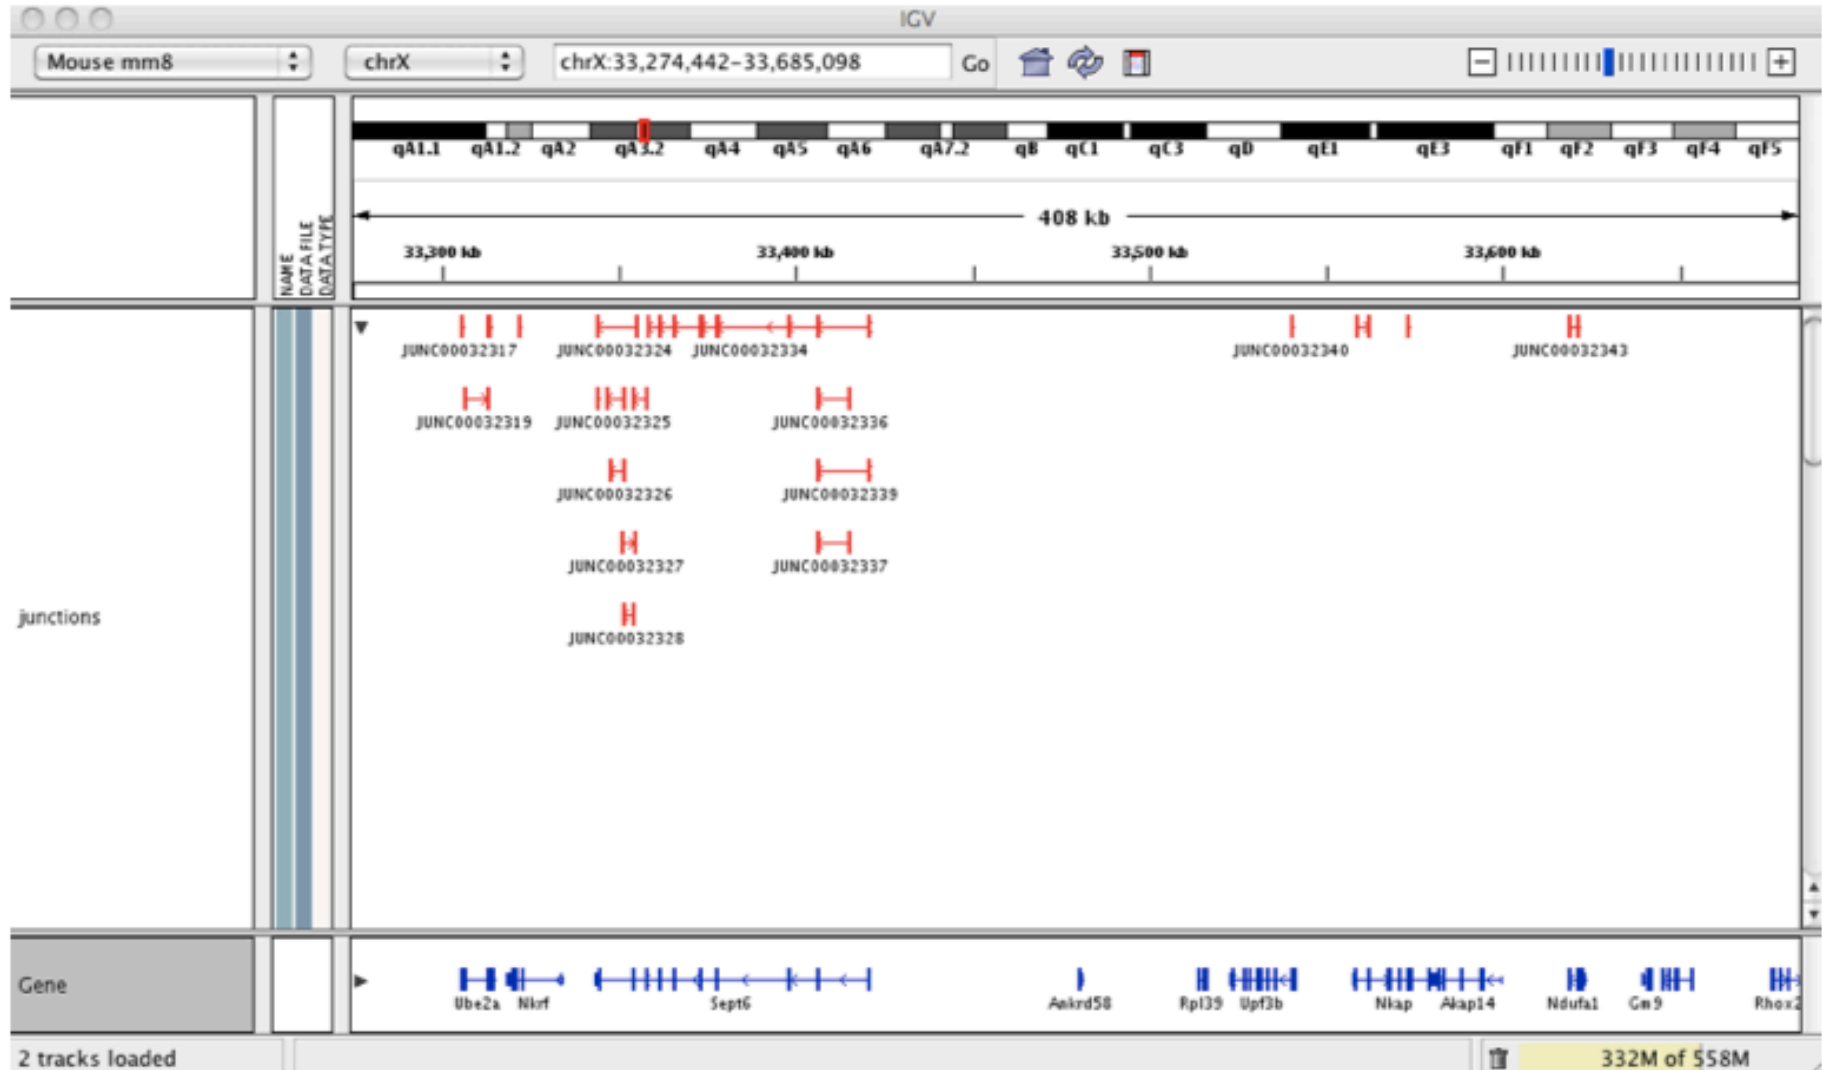 IGV
Mouse mm8 chrX chrX:33,274,442-33,685,098 Go
qA1.1 qA1.2 qA2 qA3.2 qA4 qA5 qA6 qA7.2 qB qC1 qC3 qD qE1 qE3 qF1 qF2 qF3 qF4 qF5
408 kb
33,300 kb 33,400 kb 33,500 kb 33,600 kb
NAME
DATA FILE
DATA TYPE
JUNC00032317 JUNC00032324 JUNC00032334 JUNC00032340 JUNC00032343
JUNC00032319 JUNC00032325 JUNC00032336
JUNC00032326 JUNC00032339
JUNC00032327 JUNC00032337
junctions
JUNC00032328
Gene
Ube2a Nkrf Sept6 Ankrd58 Rpl39 Upf3b Nkap Akap14 Ndufa1 Gm9 Rhox2
2 tracks loaded 332M of 558M